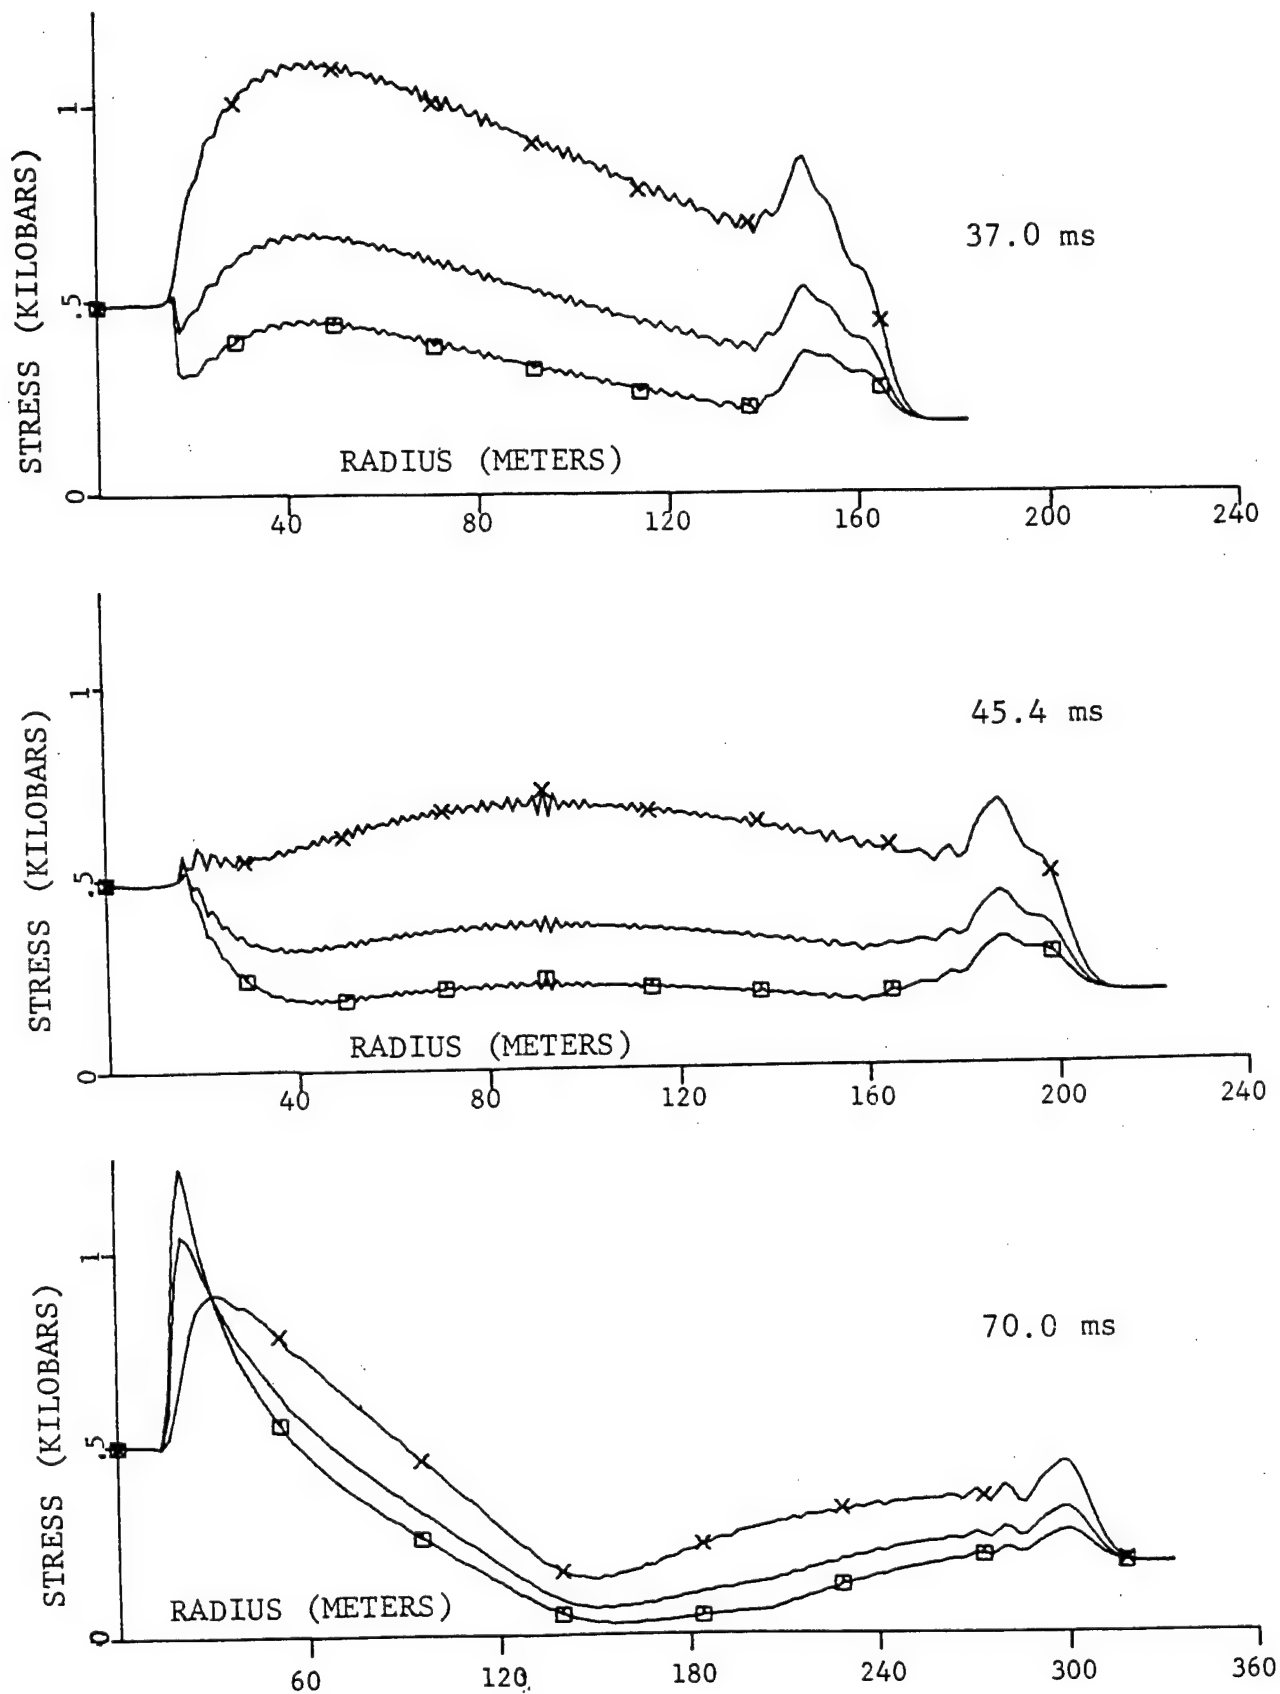 STRESS (KILOBARS)
1
.5
0
37.0 ms
RADIUS (METERS)
40 80 120 160 200 240
STRESS (KILOBARS)
1
.5
0
45.4 ms
RADIUS (METERS)
40 80 120 160 200 240
STRESS (KILOBARS)
1
.5
0
70.0 ms
RADIUS (METERS)
60 120 180 240 300 360